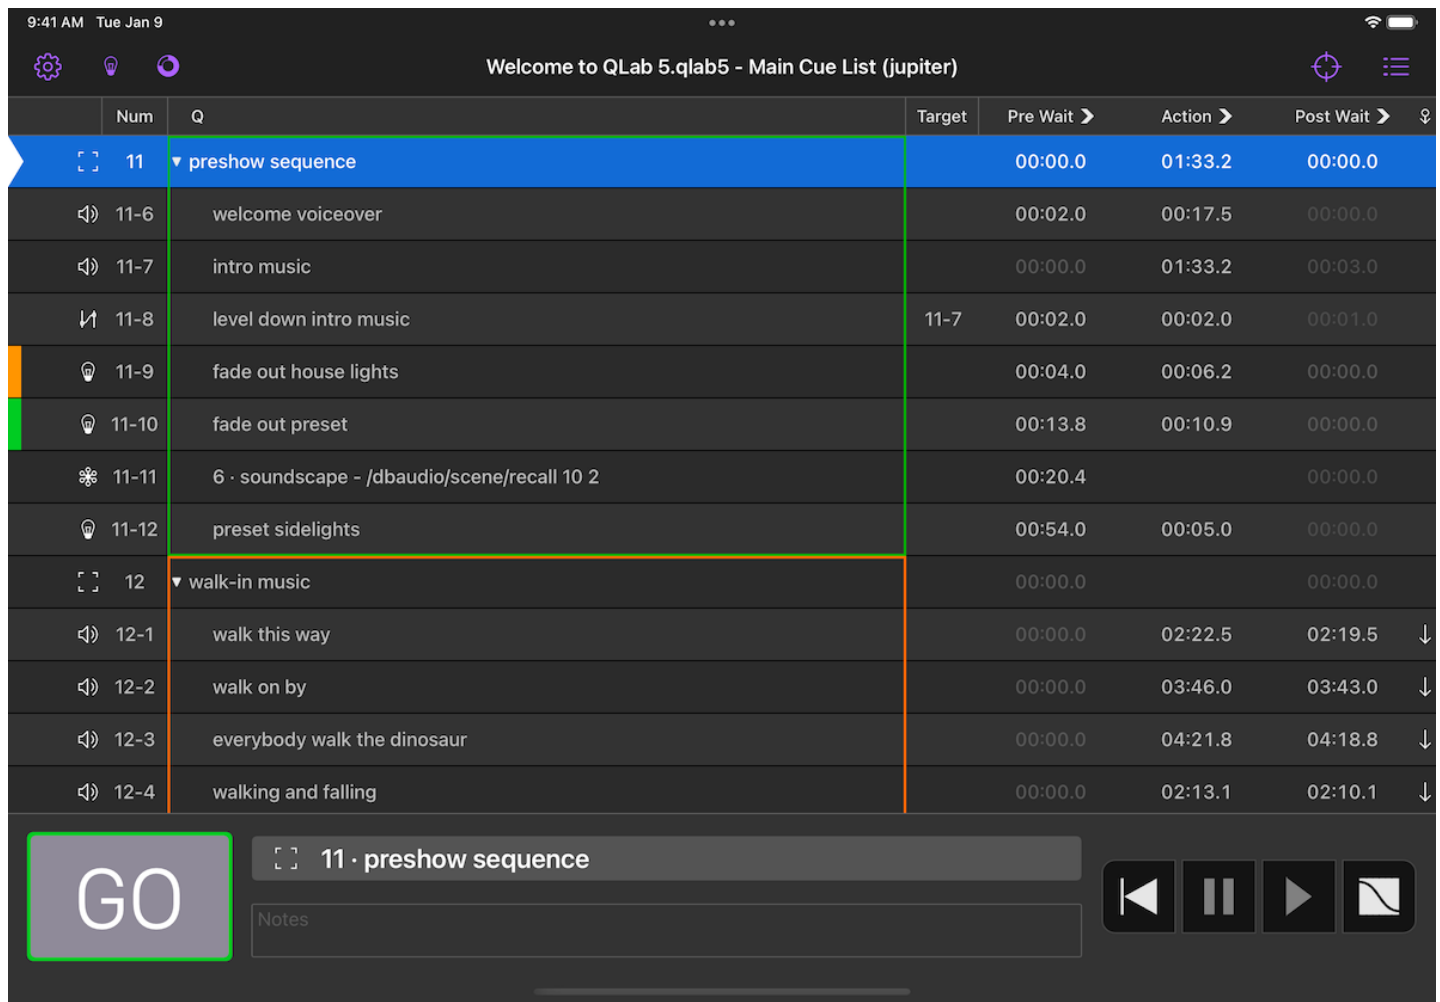 9:41 AM Tue Jan 9
Welcome to QLab 5.qlab5 - Main Cue List (jupiter)
Num Q Target Pre Wait Action Post Wait
11 preshow sequence 00:00.0 01:33.2 00:00.0
11-6 welcome voiceover 00:02.0 00:17.5 00:00.0
11-7 intro music 00:00.0 01:33.2 00:03.0
11-8 level down intro music 11-7 00:02.0 00:02.0 00:01.0
11-9 fade out house lights 00:04.0 00:06.2 00:00.0
11-10 fade out preset 00:13.8 00:10.9 00:00.0
11-11 6 · soundscape - /dbaudio/scene/recall 10 2 00:20.4 00:00.0
11-12 preset sidelights 00:54.0 00:05.0 00:00.0
12 walk-in music 00:00.0 00:00.0
12-1 walk this way 00:00.0 02:22.5 02:19.5
12-2 walk on by 00:00.0 03:46.0 03:43.0
12-3 everybody walk the dinosaur 00:00.0 04:21.8 04:18.8
12-4 walking and falling 00:00.0 02:13.1 02:10.1
GO
11 · preshow sequence
Notes